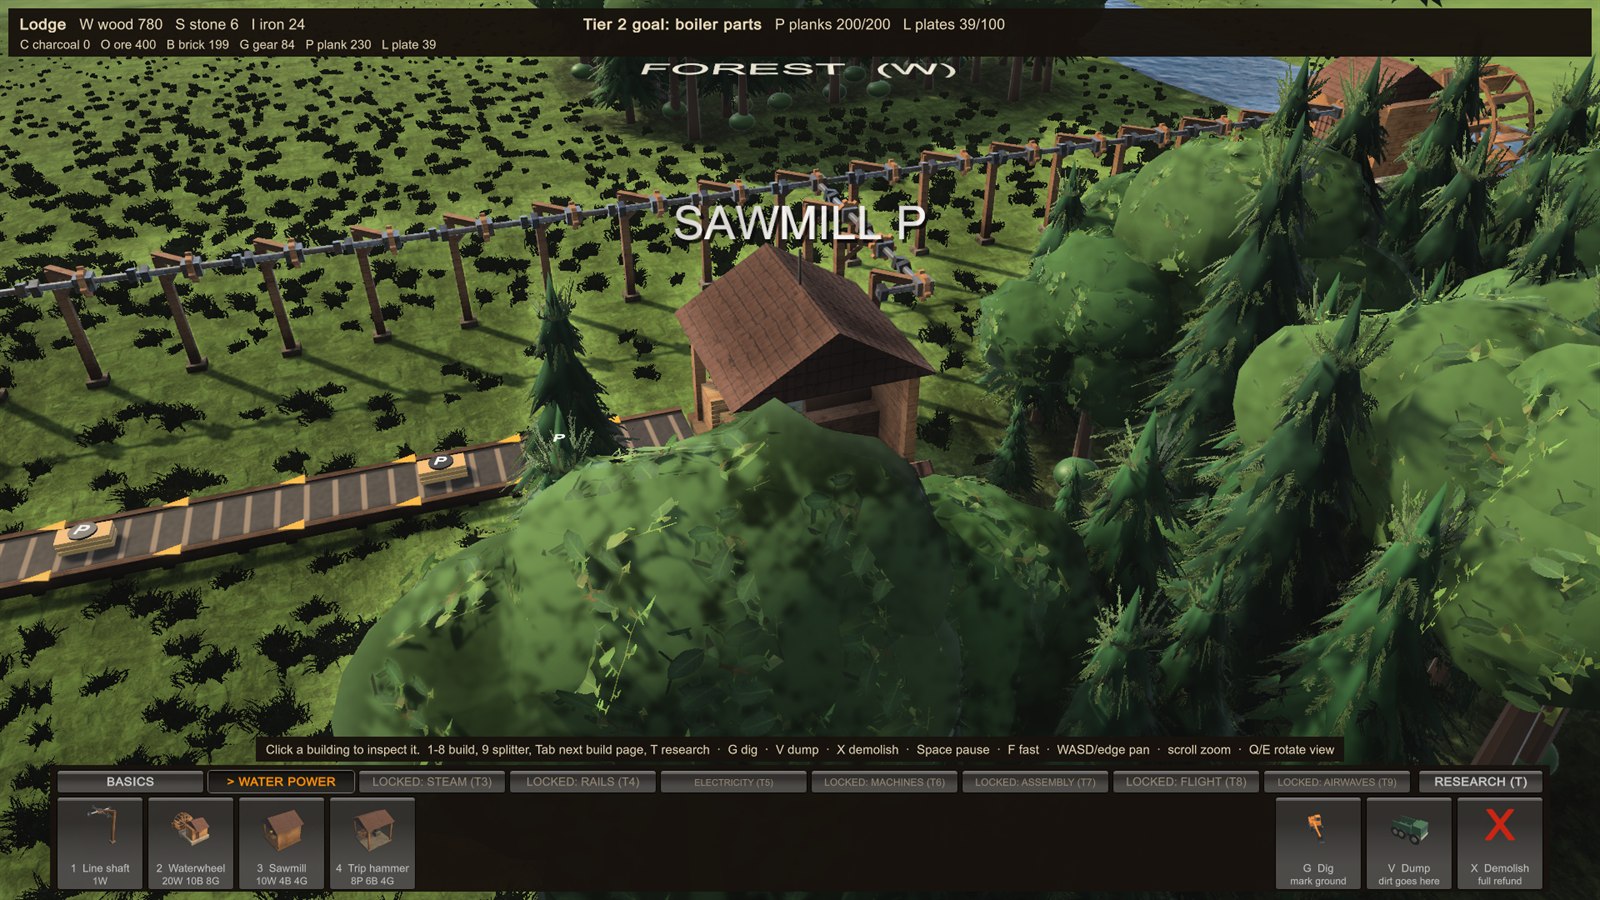 Lodge W wood 780 S stone 6 I iron 24
C charcoal 0 O ore 400 B brick 199 G gear 84 P plank 230 L plate 39
Tier 2 goal: boiler parts P planks 200/200 L plates 39/100
FOREST (W)
SAWMILL P
P
P
P
Click a building to inspect it. 1-8 build, 9 splitter, Tab next build page, T research · G dig · V dump · X demolish · Space pause · F fast · WASD/edge pan · scroll zoom · Q/E rotate view
BASICS
> WATER POWER
LOCKED: STEAM (T3)
LOCKED: RAILS (T4)
ELECTRICITY (T5)
LOCKED: MACHINES (T6)
LOCKED: ASSEMBLY (T7)
LOCKED: FLIGHT (T8)
LOCKED: AIRWAVES (T9)
RESEARCH (T)
1 Line shaft
1W
2 Waterwheel
20W 10B 8G
3 Sawmill
10W 4B 4G
4 Trip hammer
8P 6B 4G
G Dig
mark ground
V Dump
dirt goes here
X
X Demolish
full refund